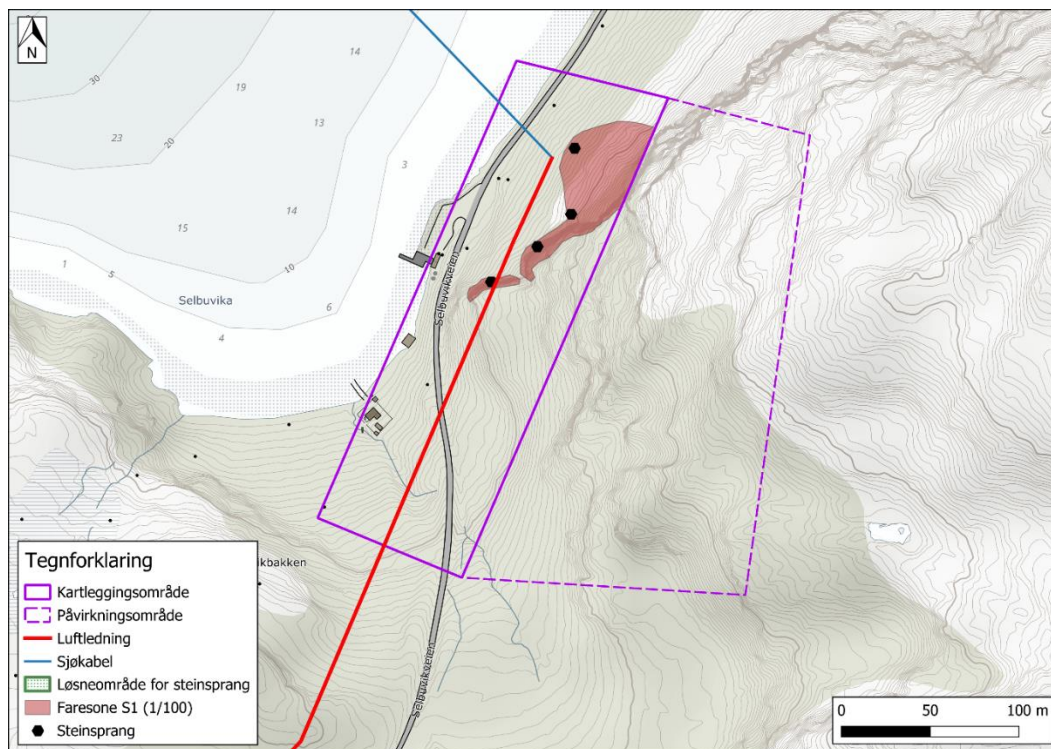 N
30
20
19
14
23
13
3
14
15
10
1
5
6
4
Selbuvika
Selbuvikveien
Selbuvikveien
ikbakken
Tegnforklaring
Kartleggingsområde
Påvirkningsområde
Luftledning
Sjøkabel
Løsneområde for steinsprang
Faresone S1 (1/100)
Steinsprang
0 50 100 m